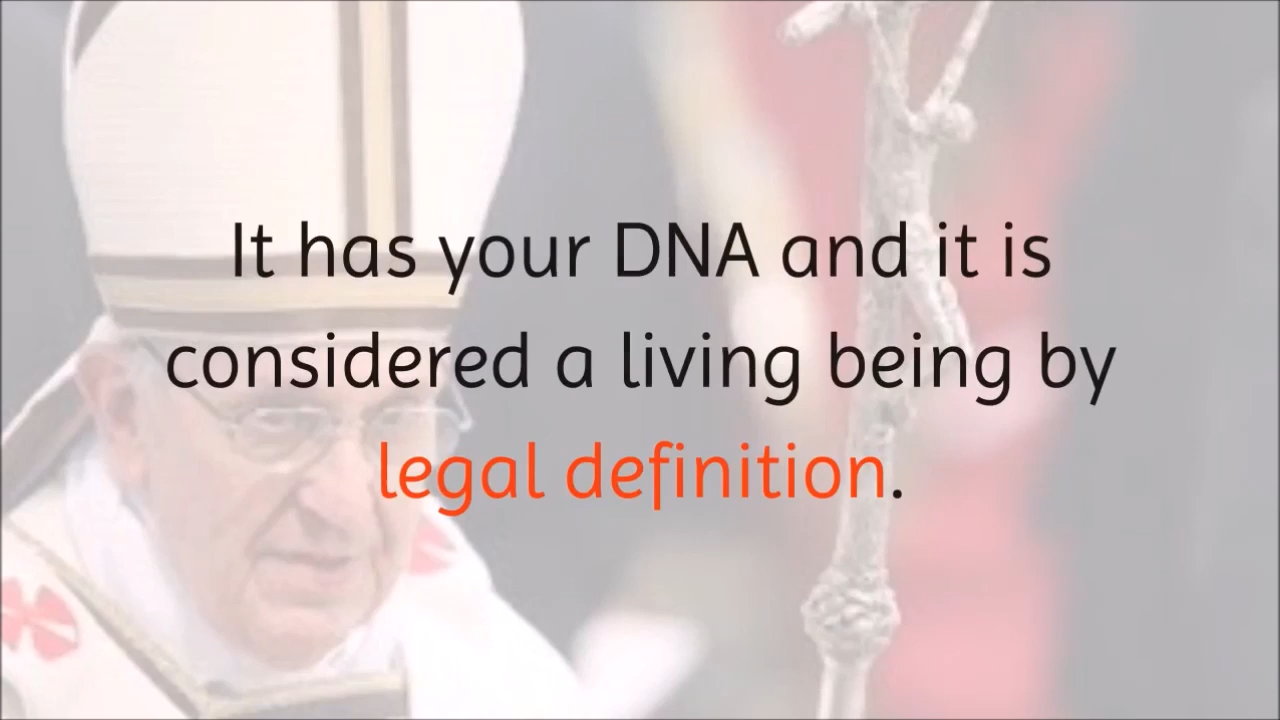 It has your DNA and it is
considered a living being by
legal definition.